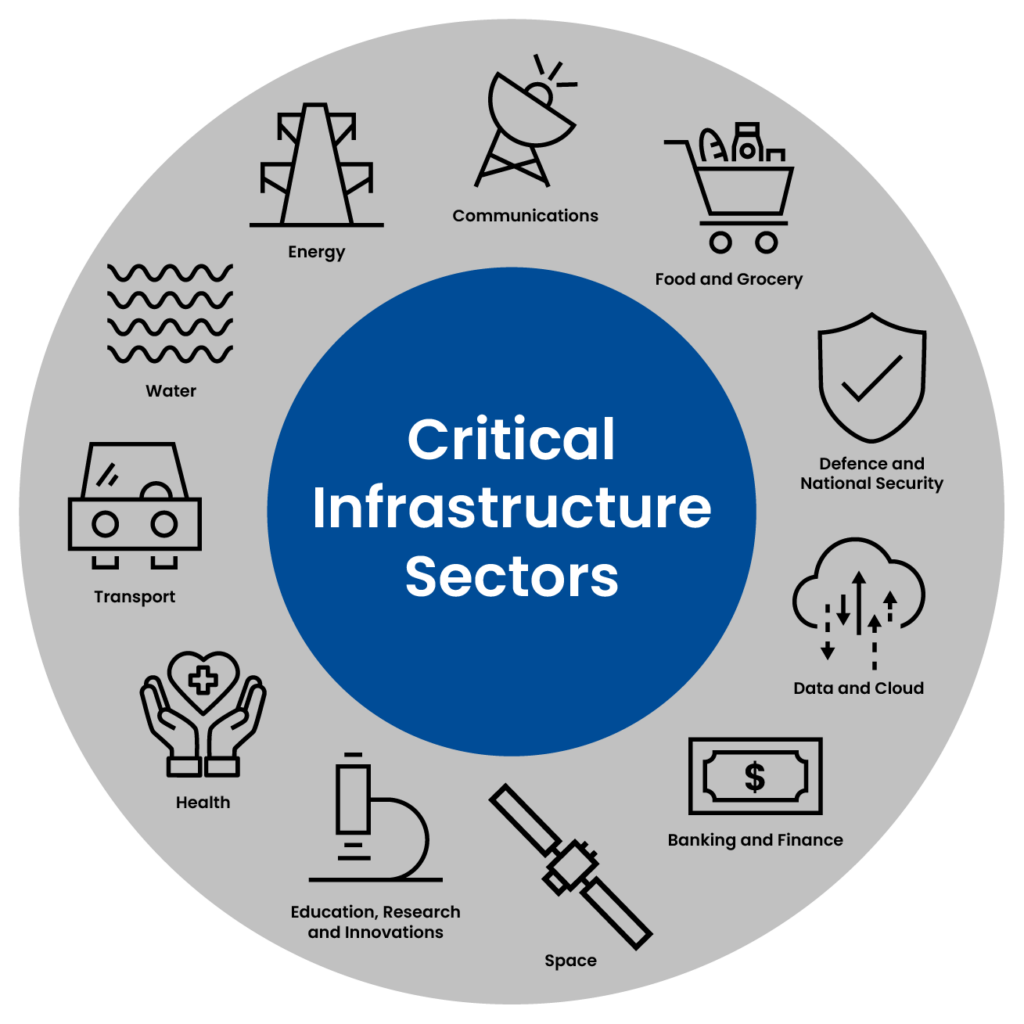 Critical
Infrastructure
Sectors
Communications
Food and Grocery
Defence and
National Security
Data and Cloud
$
Banking and Finance
Space
Education, Research
and Innovations
Health
Transport
Water
Energy